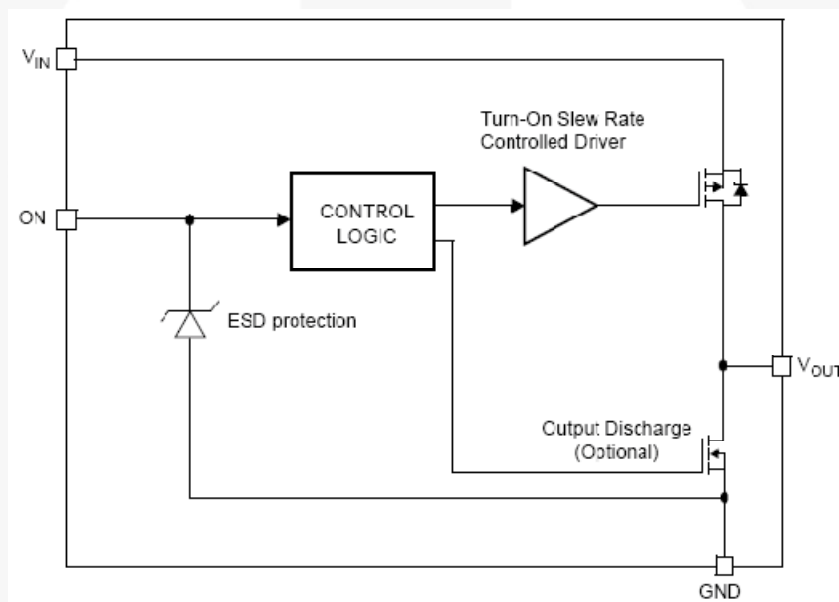 VIN
Turn-On Slew Rate
Controlled Driver
ON
CONTROL
LOGIC
ESD protection
VOUT
Cutput Discharge
(Optional)
GND